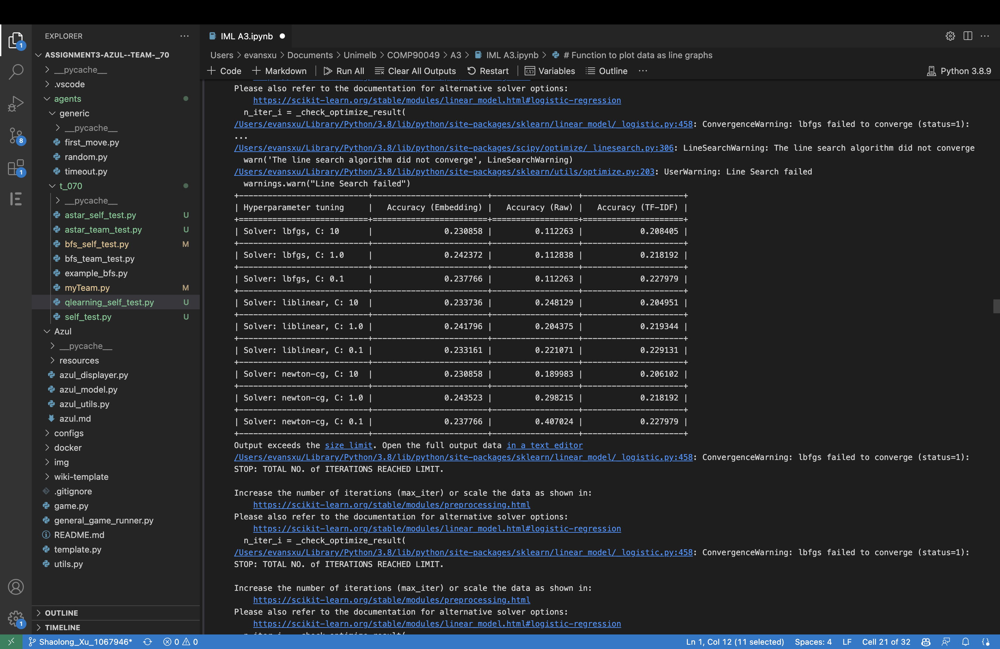 EXPLORER
ASSIGNMENT3-AZUL--TEAM-_70
__pycache__
.vscode
agents
generic
__pycache__
first_move.py
random.py
timeout.py
t_070
__pycache__
astar_self_test.py U
astar_team_test.py U
bfs_self_test.py M
bfs_team_test.py
example_bfs.py
myTeam.py M
qlearning_self_test.py U
self_test.py U
Azul
__pycache__
resources
azul_displayer.py
azul_model.py
azul_utils.py
azul.md
configs
docker
img
wiki-template
.gitignore
game.py
general_game_runner.py
README.md
template.py
utils.py
OUTLINE
TIMELINE
1
8
1
1
IML A3.ipynb
Users > evansxu > Documents > Unimelb > COMP90049 > A3 > IML A3.ipynb > # Function to plot data as line graphs
+ Code + Markdown | Run All Clear All Outputs Restart | Variables Outline ··· Python 3.8.9
Please also refer to the documentation for alternative solver options:
https://scikit-learn.org/stable/modules/linear_model.html#logistic-regression
n_iter_i = _check_optimize_result(
/Users/evansxu/Library/Python/3.8/lib/python/site-packages/sklearn/linear_model/_logistic.py:458: ConvergenceWarning: lbfgs failed to converge (status=1):
...
/Users/evansxu/Library/Python/3.8/lib/python/site-packages/scipy/optimize/_linesearch.py:306: LineSearchWarning: The line search algorithm did not converge
warn('The line search algorithm did not converge', LineSearchWarning)
/Users/evansxu/Library/Python/3.8/lib/python/site-packages/sklearn/utils/optimize.py:203: UserWarning: Line Search failed
warnings.warn("Line Search failed")
| Hyperparameter tuning | Accuracy (Embedding) | Accuracy (Raw) | Accuracy (TF-IDF) |
| Solver: lbfgs, C: 10 | 0.230858 | 0.112263 | 0.208405 |
| Solver: lbfgs, C: 1.0 | 0.242372 | 0.112838 | 0.218192 |
| Solver: lbfgs, C: 0.1 | 0.237766 | 0.112263 | 0.227979 |
| Solver: liblinear, C: 10 | 0.233736 | 0.248129 | 0.204951 |
| Solver: liblinear, C: 1.0 | 0.241796 | 0.204375 | 0.219344 |
| Solver: liblinear, C: 0.1 | 0.233161 | 0.221071 | 0.229131 |
| Solver: newton-cg, C: 10 | 0.230858 | 0.189983 | 0.206102 |
| Solver: newton-cg, C: 1.0 | 0.243523 | 0.298215 | 0.218192 |
| Solver: newton-cg, C: 0.1 | 0.237766 | 0.407024 | 0.227979 |
Output exceeds the size limit. Open the full output data in a text editor
/Users/evansxu/Library/Python/3.8/lib/python/site-packages/sklearn/linear_model/_logistic.py:458: ConvergenceWarning: lbfgs failed to converge (status=1):
STOP: TOTAL NO. of ITERATIONS REACHED LIMIT.
Increase the number of iterations (max_iter) or scale the data as shown in:
https://scikit-learn.org/stable/modules/preprocessing.html
Please also refer to the documentation for alternative solver options:
https://scikit-learn.org/stable/modules/linear_model.html#logistic-regression
n_iter_i = _check_optimize_result(
/Users/evansxu/Library/Python/3.8/lib/python/site-packages/sklearn/linear_model/_logistic.py:458: ConvergenceWarning: lbfgs failed to converge (status=1):
STOP: TOTAL NO. of ITERATIONS REACHED LIMIT.
Increase the number of iterations (max_iter) or scale the data as shown in:
https://scikit-learn.org/stable/modules/preprocessing.html
Please also refer to the documentation for alternative solver options:
https://scikit-learn.org/stable/modules/linear_model.html#logistic-regression
Shaolong_Xu_1067946* 0 0 Ln 1, Col 12 (11 selected) Spaces: 4 LF Cell 21 of 32